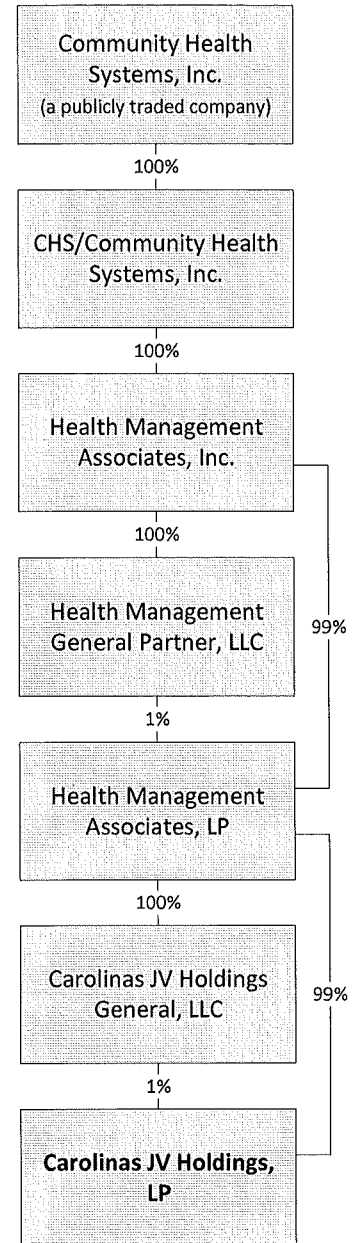 Community Health
Systems, Inc.
(a publicly traded company)
100%
CHS/Community Health
Systems, Inc.
100%
Health Management
Associates, Inc.
100%
Health Management
General Partner, LLC
99%
1%
Health Management
Associates, LP
100%
Carolinas JV Holdings
General, LLC
99%
1%
Carolinas JV Holdings,
LP